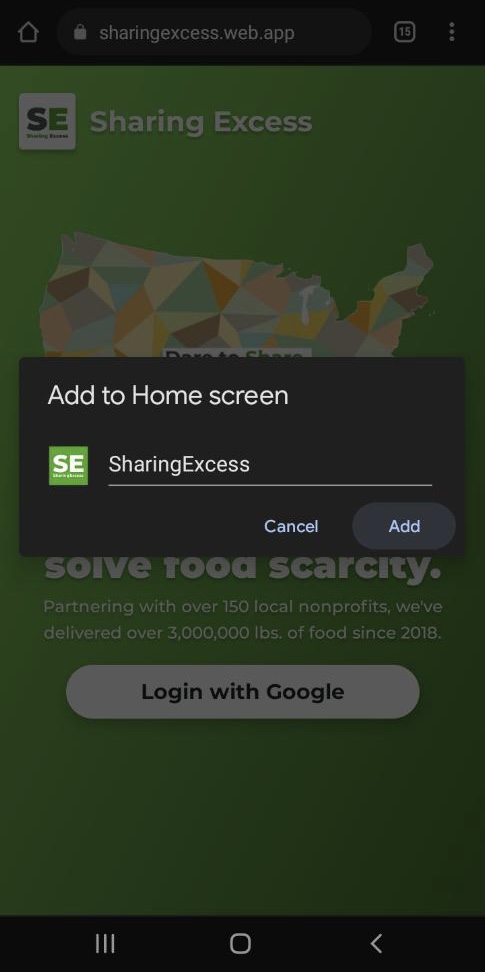 sharingexcess.web.app
15
SE
Sharing Excess
Sharing Excess
Dare to Share
Add to Home screen
SE
SharingExcess
SharingExcess
Cancel
Add
solve food scarcity.
Partnering with over 150 local nonprofits, we've
delivered over 3,000,000 lbs. of food since 2018.
Login with Google